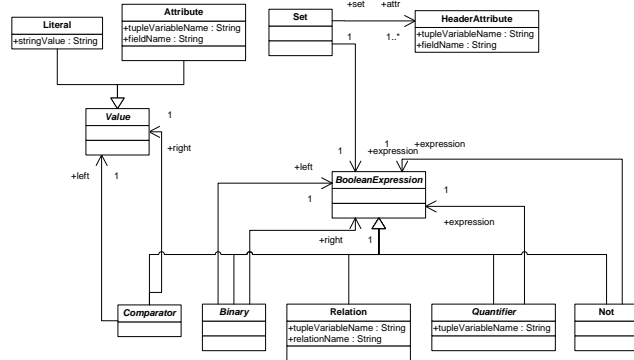 +set +attr
Literal
+stringValue : String
Attribute
+tupleVariableName : String
+fieldName : String
Set
HeaderAttribute
+tupleVariableName : String
+fieldName : String
1
1..*
Value
1
+right
+left
1
1
+expression
1
+expression
+left
1
BooleanExpression
1
+expression
+right
1
Comparator
Binary
Relation
+tupleVariableName : String
+relationName : String
Quantifier
+tupleVariableName : String
Not